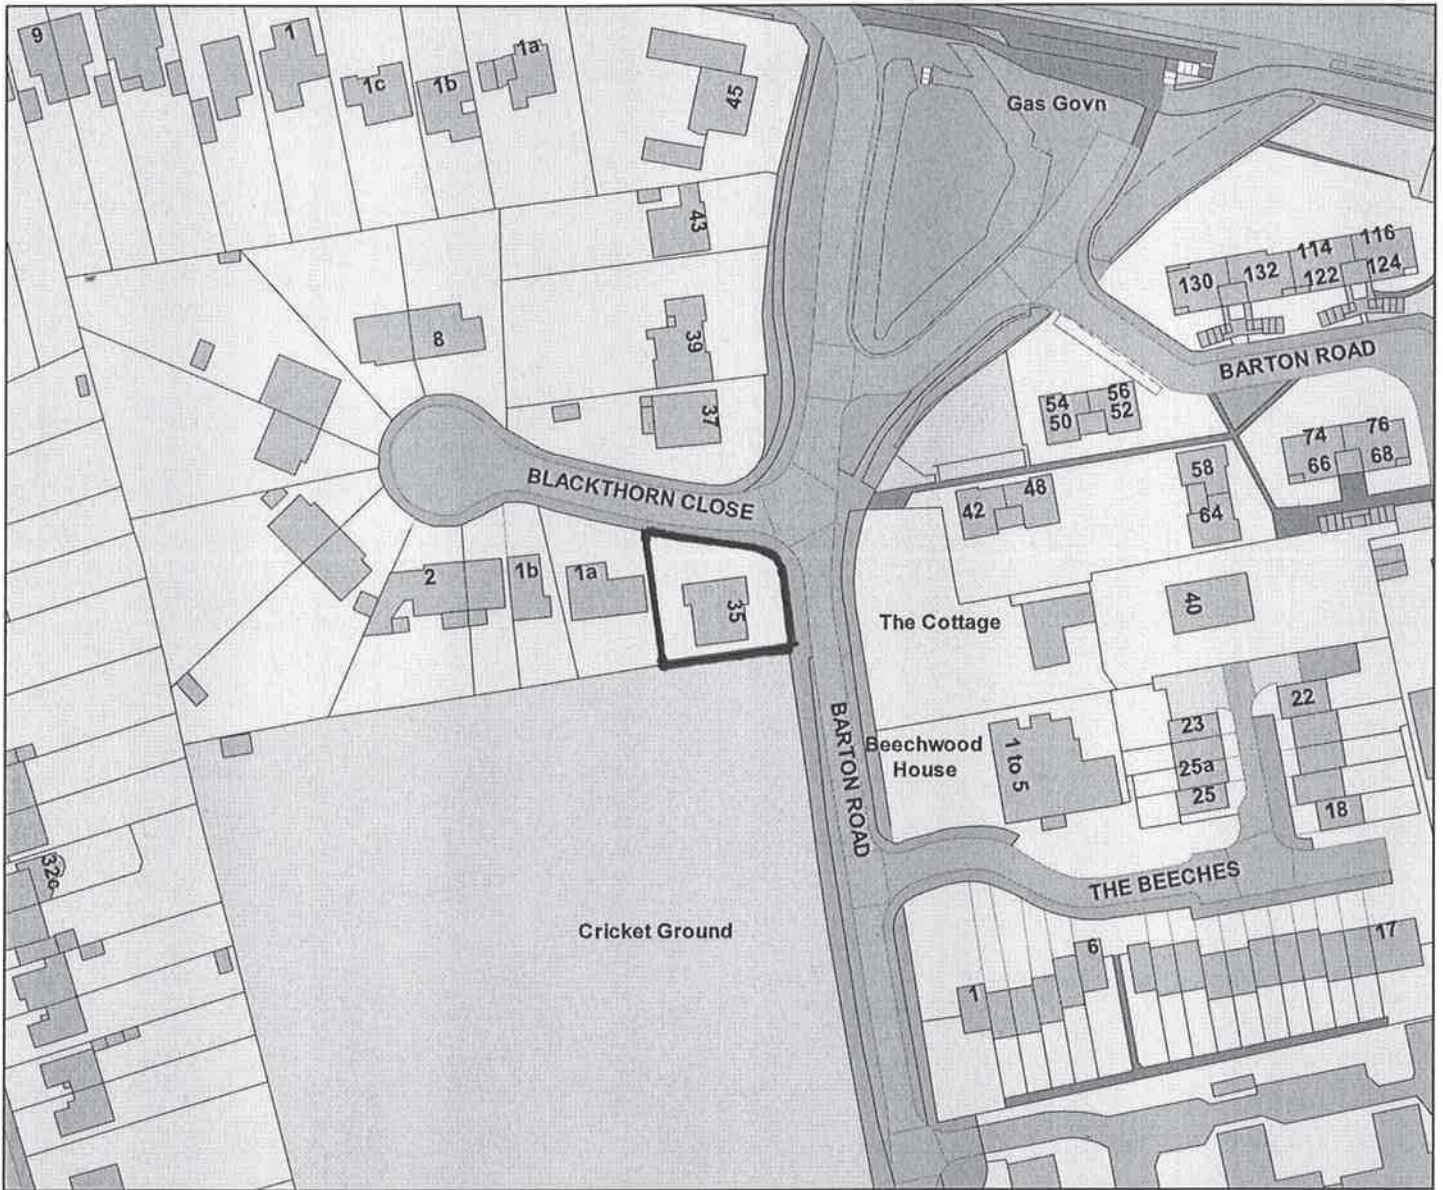 9
1
1c
1b
1a
45
Gas Govn
43
39
37
8
130
132
114
116
122
124
BARTON ROAD
54
56
50
52
74
76
66
68
58
64
42
48
BLACKTHORN CLOSE
2
1b
1a
35
The Cottage
40
BARTON ROAD
Beechwood
House
1 to 5
23
25a
25
22
18
THE BEECHES
32c
Cricket Ground
1
6
17